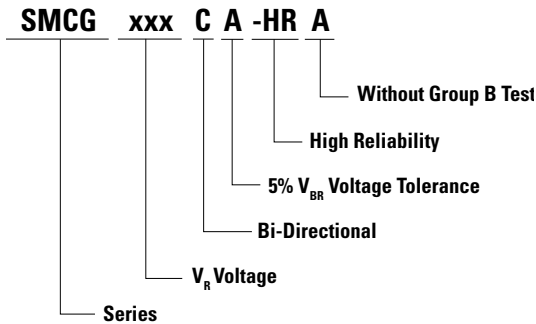 SMCG xxx C A -HR A
Without Group B Test
High Reliability
5% VBR Voltage Tolerance
Bi-Directional
VR Voltage
Series